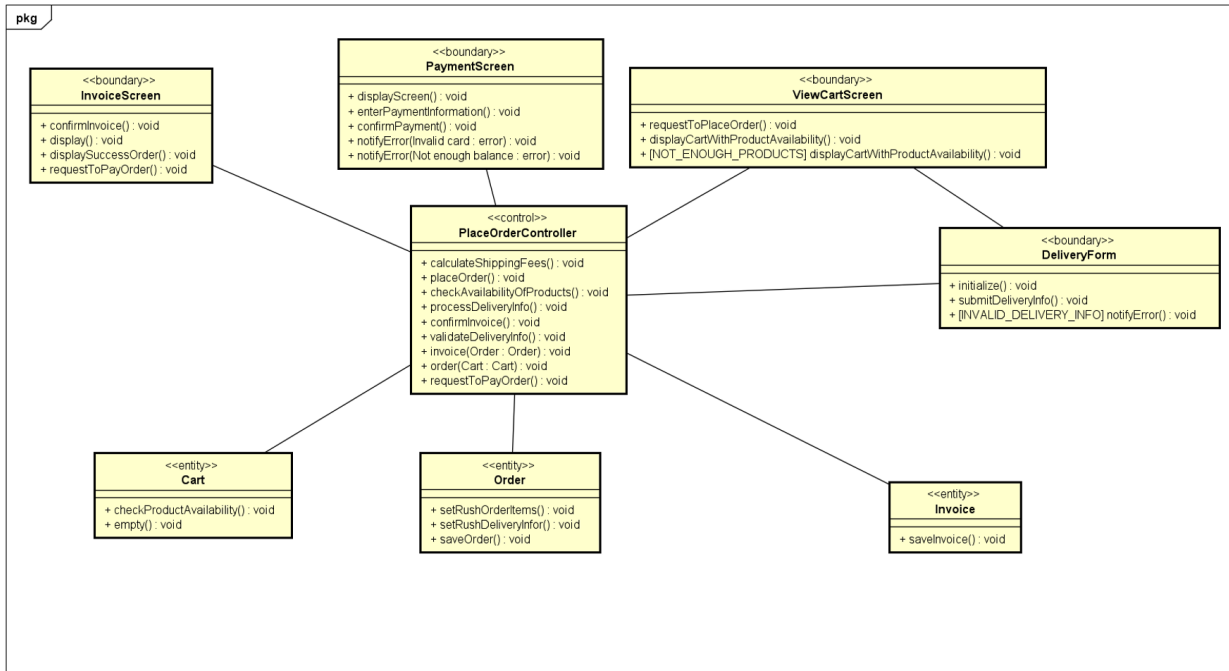 pkg
<<boundary>>
InvoiceScreen
+ confirmInvoice() : void
+ display() : void
+ displaySuccessOrder() : void
+ requestToPayOrder() : void
<<boundary>>
PaymentScreen
+ displayScreen() : void
+ enterPaymentInformation() : void
+ confirmPayment() : void
+ notifyError(Invalid card : error) : void
+ notifyError(Not enough balance : error) : void
<<boundary>>
ViewCartScreen
+ requestToPlaceOrder() : void
+ displayCartWithProductAvailability() : void
+ [NOT_ENOUGH_PRODUCTS] displayCartWithProductAvailability() : void
<<control>>
PlaceOrderController
+ calculateShippingFees() : void
+ placeOrder() : void
+ checkAvailabilityOfProducts() : void
+ processDeliveryInfo() : void
+ confirmInvoice() : void
+ validateDeliveryInfo() : void
+ invoice(Order : Order) : void
+ order(Cart : Cart) : void
+ requestToPayOrder() : void
<<boundary>>
DeliveryForm
+ initialize() : void
+ submitDeliveryInfo() : void
+ [INVALID_DELIVERY_INFO] notifyError() : void
<<entity>>
Cart
+ checkProductAvailability() : void
+ empty() : void
<<entity>>
Order
+ setRushOrderItems() : void
+ setRushDeliveryInfor() : void
+ saveOrder() : void
<<entity>>
Invoice
+ saveInvoice() : void